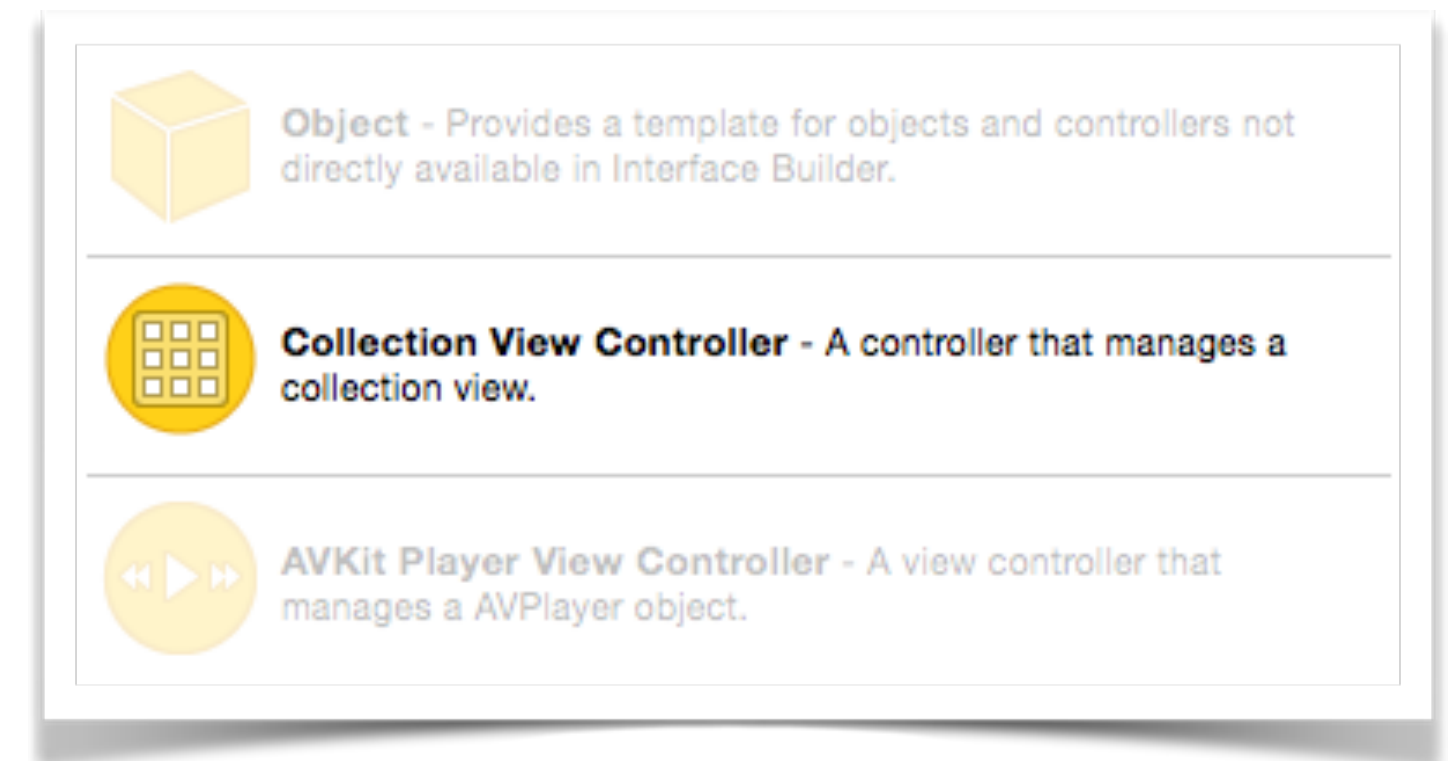 Object - Provides a template for objects and controllers not
directly available in Interface Builder.
Collection View Controller - A controller that manages a
collection view.
AVKit Player View Controller - A view controller that
manages a AVPlayer object.